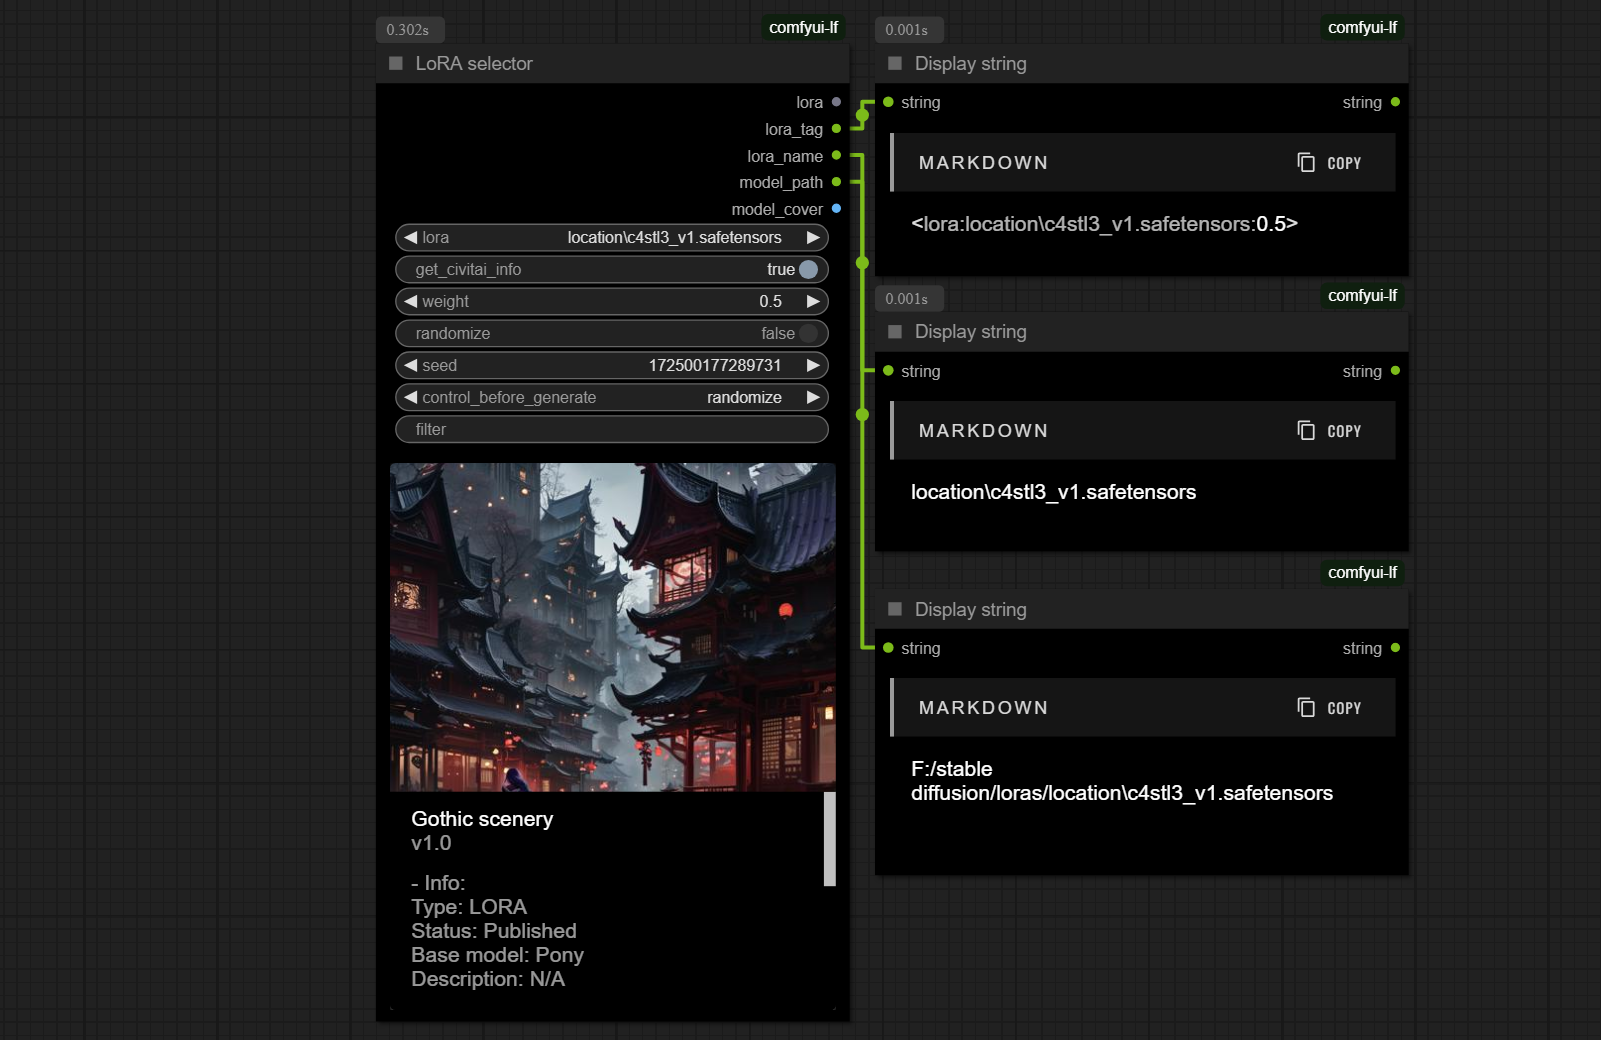 0.302s
comfyui-lf
LoRA selector
lora
lora_tag
lora_name
model_path
model_cover
lora location\c4stl3_v1.safetensors
get_civitai_info true
weight 0.5
randomize false
seed 172500177289731
control_before_generate randomize
filter
Gothic scenery
v1.0
- Info:
Type: LORA
Status: Published
Base model: Pony
Description: N/A
0.001s
comfyui-lf
Display string
string string
MARKDOWN COPY
<lora:location\c4stl3_v1.safetensors:0.5>
0.001s
comfyui-lf
Display string
string string
MARKDOWN COPY
location\c4stl3_v1.safetensors
comfyui-lf
Display string
string string
MARKDOWN COPY
F:/stable
diffusion/loras/location\c4stl3_v1.safetensors